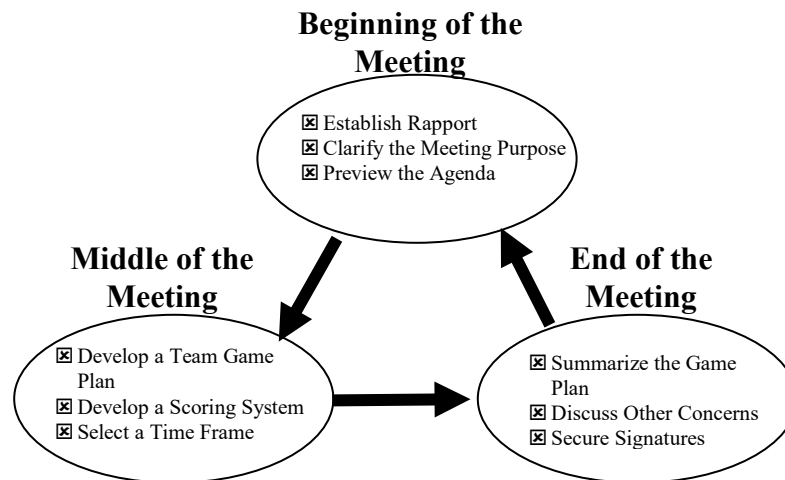 Beginning of the
Meeting
☒ Establish Rapport
☒ Clarify the Meeting Purpose
☒ Preview the Agenda
Middle of the
Meeting
☒ Develop a Team Game
Plan
☒ Develop a Scoring System
☒ Select a Time Frame
End of the
Meeting
☒ Summarize the Game
Plan
☒ Discuss Other Concerns
☒ Secure Signatures